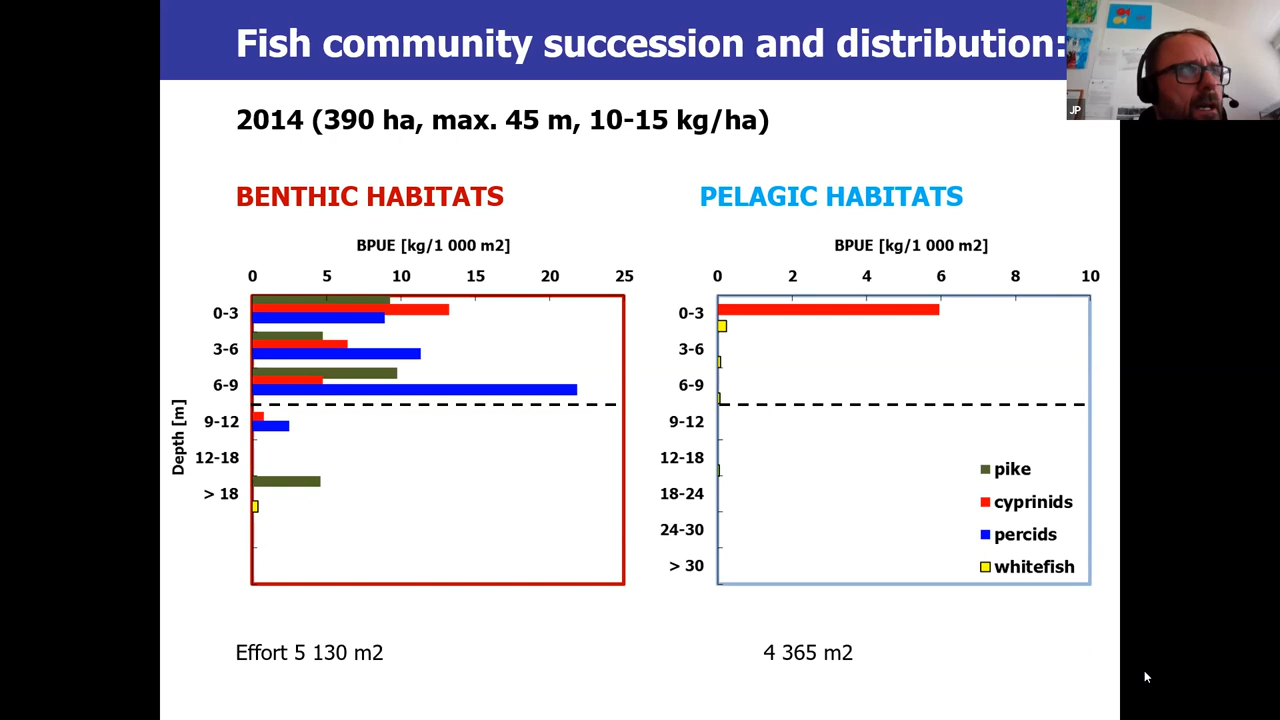 Fish community succession and distribution:
JP
2014 (390 ha, max. 45 m, 10-15 kg/ha)
BENTHIC HABITATS
BPUE [kg/1 000 m2]
0 5 10 15 20 25
Depth [m]
0-3
3-6
6-9
9-12
12-18
> 18
Effort 5 130 m2
PELAGIC HABITATS
BPUE [kg/1 000 m2]
0 2 4 6 8 10
0-3
3-6
6-9
9-12
12-18
18-24
24-30
> 30
pike
cyprinids
percids
whitefish
4 365 m2